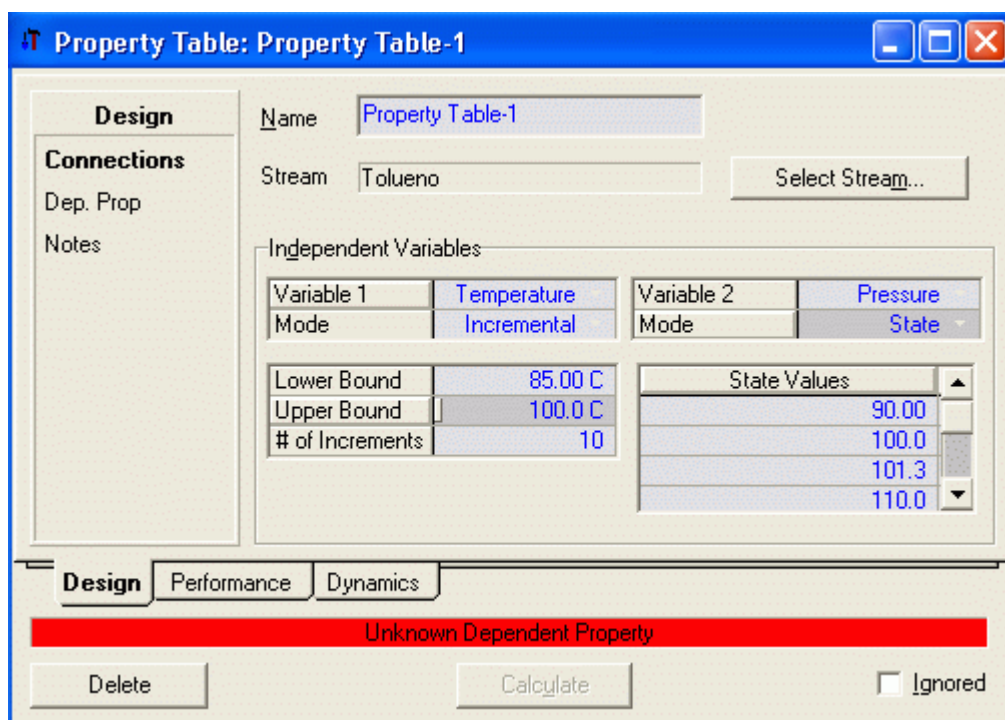 Property Table: Property Table-1
Design
Connections
Dep. Prop
Notes
Name Property Table-1
Stream Tolueno Select Stream...
Independent Variables
Variable 1 Temperature
Mode Incremental
Variable 2 Pressure
Mode State
Lower Bound 85.00 C
Upper Bound 100.0 C
# of Increments 10
State Values
90.00
100.0
101.3
110.0
Design Performance Dynamics
Unknown Dependent Property
Delete Calculate Ignored